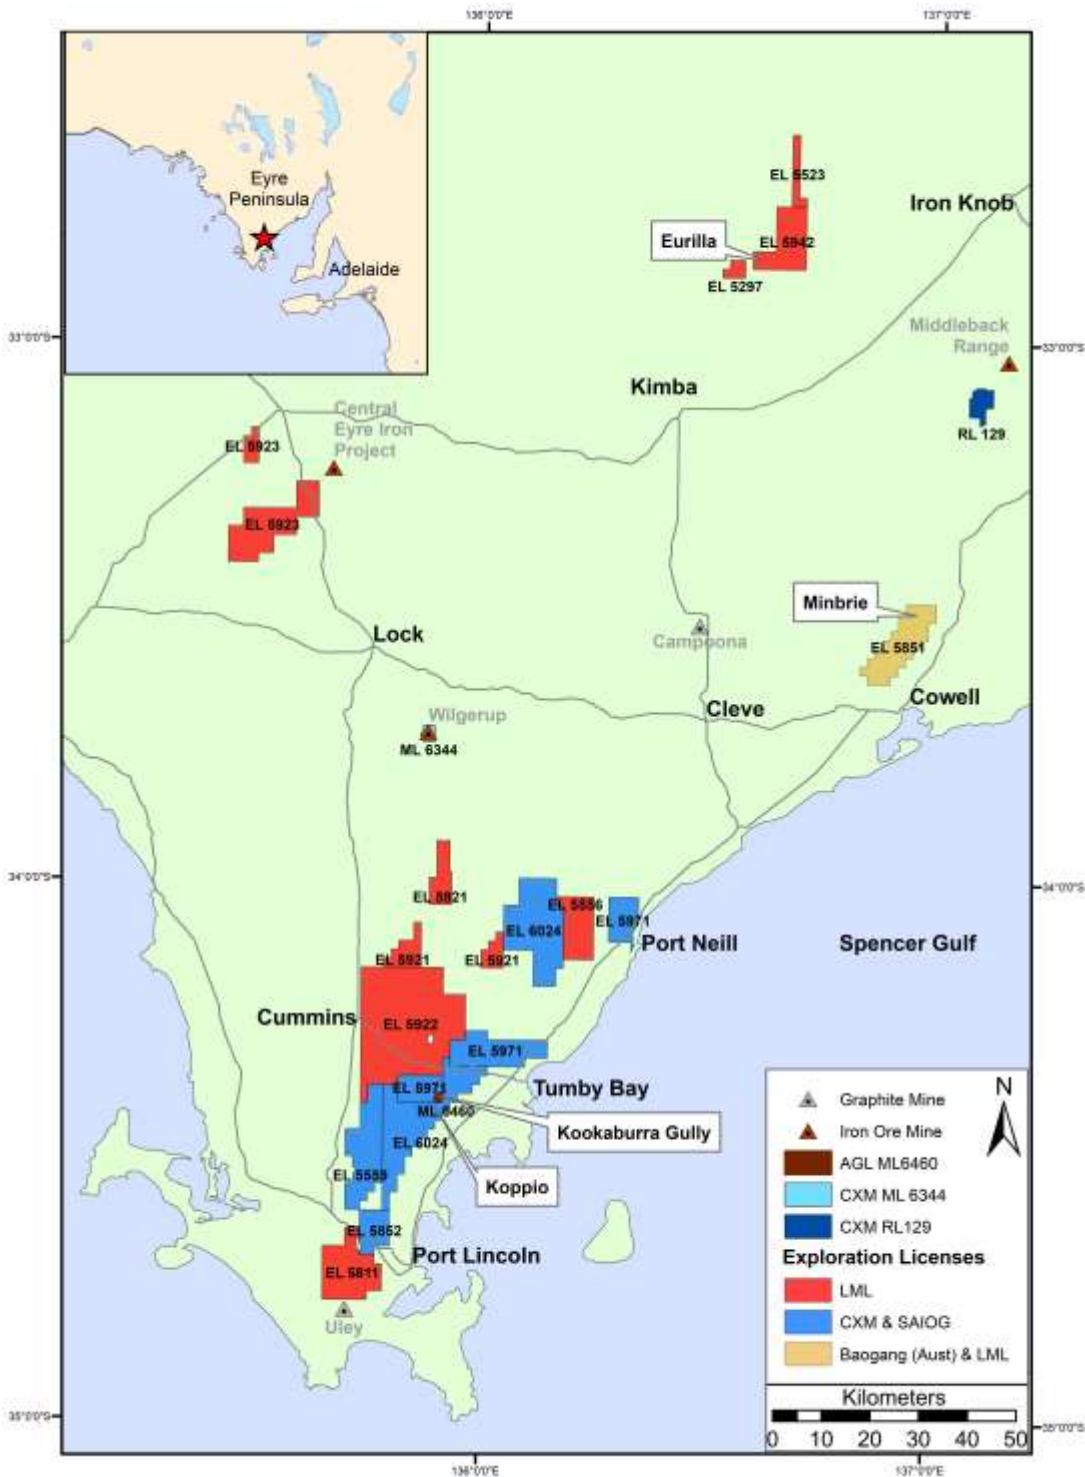 136°0'0"E
137°0'0"E
Eyre
Peninsula
Adelaide
EL 5523
Iron Knob
Eurilla
EL 5942
EL 5297
33°0'0"S
33°0'0"S
Middleback
Range
Kimba
Central
Eyre Iron
Project
EL 5923
RL 129
EL 5923
Minbrie
Lock
Campoona
EL 5851
Cowell
Cleve
Wilgerup
ML 6344
34°0'0"S
34°0'0"S
EL 5921
EL 5556
EL 6024
EL 5971
Port Neill
Spencer Gulf
EL 5921
EL 5921
Cummins
EL 5922
EL 5971
EL 5971
Tumby Bay
ML 6460
Kookaburra Gully
EL 6024
EL 5559
Koppio
EL 5852
Port Lincoln
EL 5811
Uley
N
Graphite Mine
Iron Ore Mine
AGL ML6460
CXM ML 6344
CXM RL129
Exploration Licenses
LML
CXM & SAIOG
Baogang (Aust) & LML
Kilometers
0 10 20 30 40 50
35°0'0"S
35°0'0"S
136°0'0"E
137°0'0"E